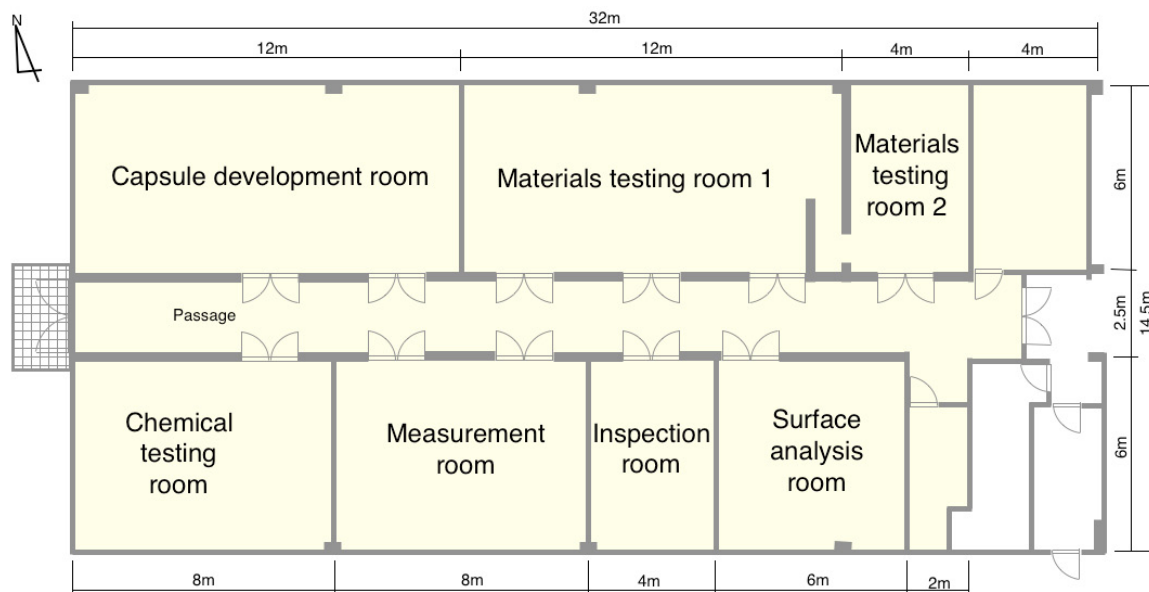 N
32m
12m
12m
4m
4m
Capsule development room
Materials testing room 1
Materials
testing
room 2
6m
Passage
2.5m
14.5m
Chemical
testing
room
Measurement
room
Inspection
room
Surface
analysis
room
6m
8m
8m
4m
6m
2m